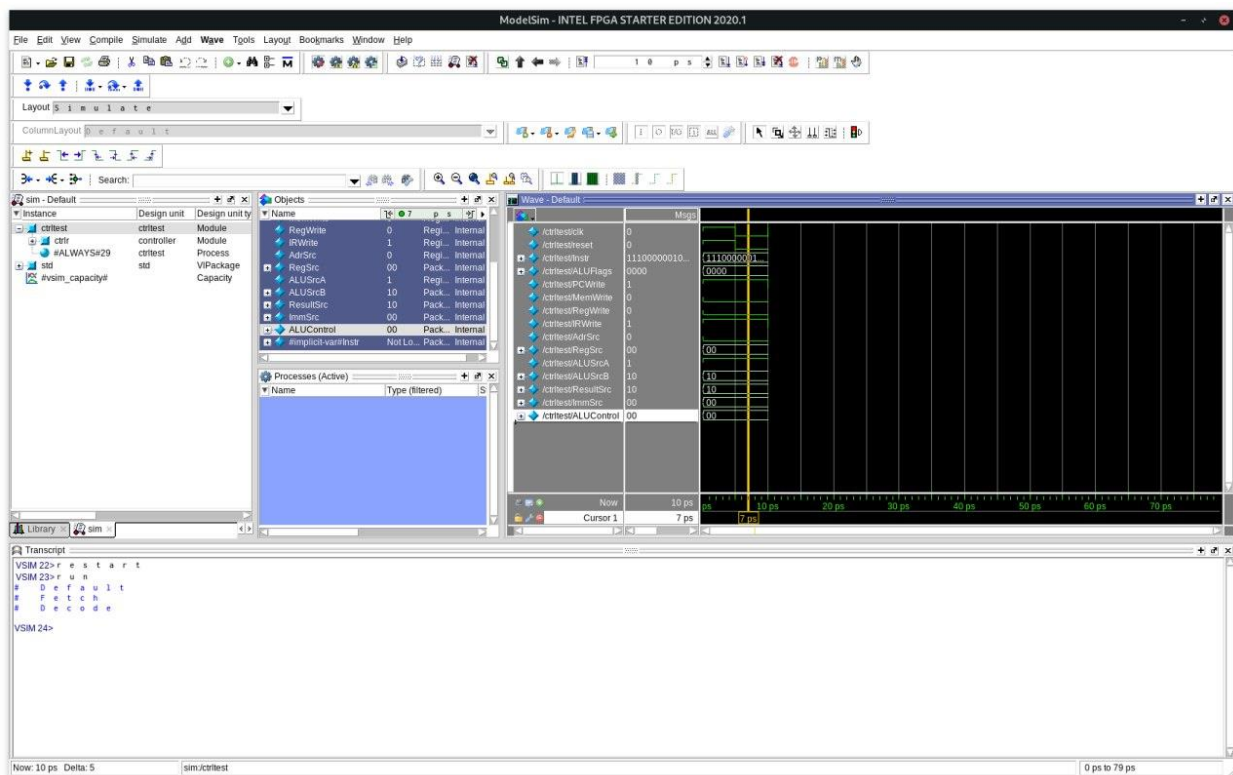 ModelSim - INTEL FPGA STARTER EDITION 2020.1
File Edit View Compile Simulate Add Wave Tools Layout Bookmarks Window Help
1 0 p s
Layout S i m u l a t e
ColumnLayout D e f a u l t
Search:
sim - Default
Instance Design unit Design unit ty
ctrltest ctrltest Module
ctrlr controller Module
#ALWAYS#29 ctrltest Process
std std VIPackage
#vsim_capacity# Capacity
Library sim
Objects
Name 7 p s
RegWrite 0 Regi... Internal
IRWrite 1 Regi... Internal
AdrSrc 0 Regi... Internal
RegSrc 00 Pack... Internal
ALUSrcA 1 Regi... Internal
ALUSrcB 10 Pack... Internal
ResultSrc 10 Pack... Internal
ImmSrc 00 Pack... Internal
ALUControl 00 Pack... Internal
#implicit-var#Instr Not Lo... Pack... Internal
Processes (Active)
Name Type (filtered) S
Wave - Default
Msgs
/ctrltest/clk 0
/ctrltest/reset 0
/ctrltest/Instr 11100000010... 1110000001...
/ctrltest/ALUFlags 0000 0000
/ctrltest/PCWrite 1
/ctrltest/MemWrite 0
/ctrltest/RegWrite 0
/ctrltest/IRWrite 1
/ctrltest/AdrSrc 0
/ctrltest/RegSrc 00 00
/ctrltest/ALUSrcA 1
/ctrltest/ALUSrcB 10 10
/ctrltest/ResultSrc 10 10
/ctrltest/ImmSrc 00 00
/ctrltest/ALUControl 00 00
Now 10 ps ps 10 ps 20 ps 30 ps 40 ps 50 ps 60 ps 70 ps
Cursor 1 7 ps 7 ps
Transcript
VSIM 22>r e s t a r t
VSIM 23>r u n
# D e f a u l t
# F e t c h
# D e c o d e
VSIM 24>
Now: 10 ps Delta: 5 sim:/ctrltest 0 ps to 79 ps